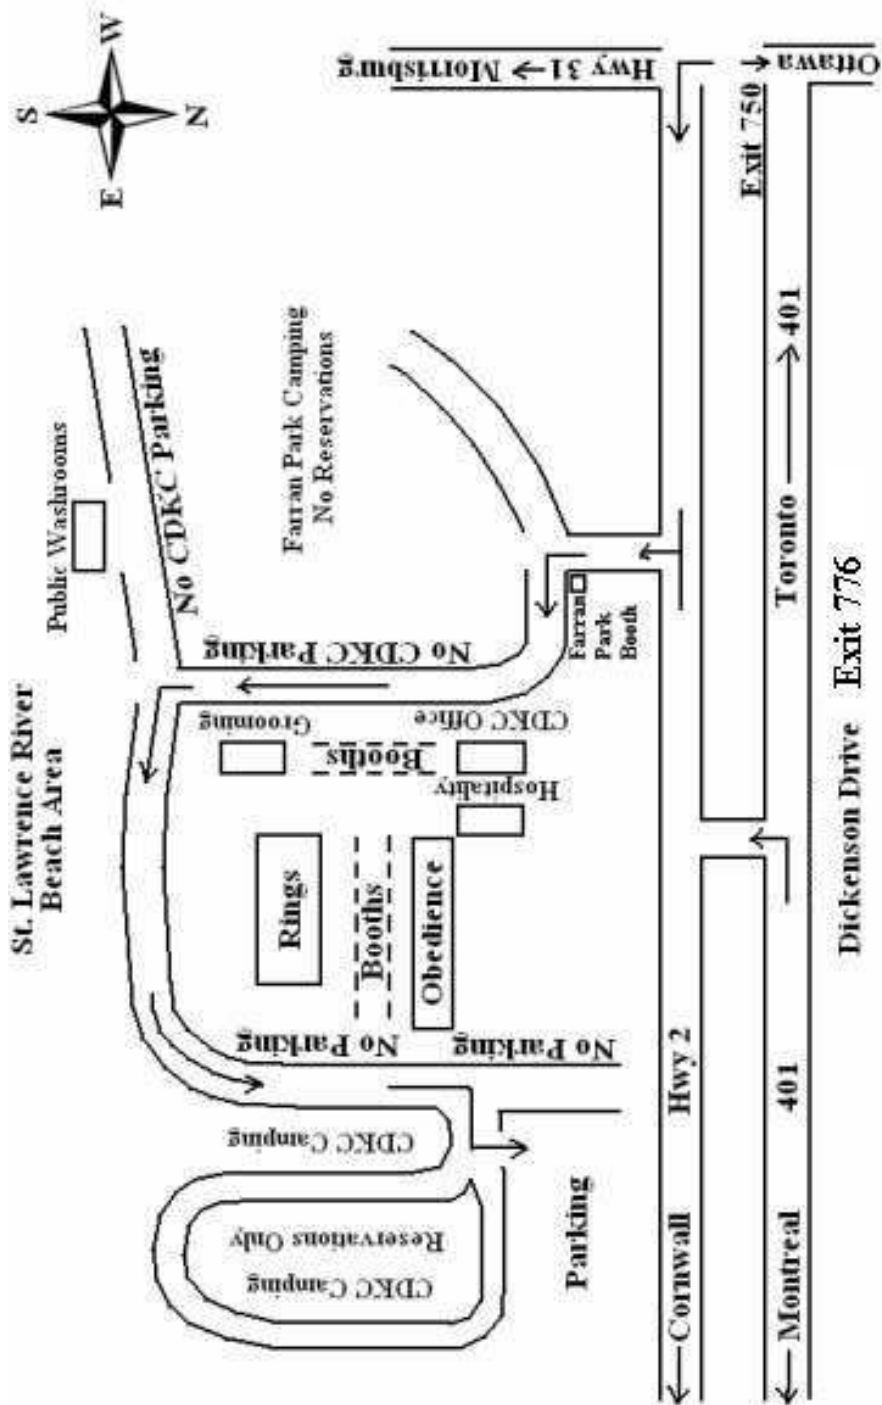 S
W
E
N
Morrisburg ← Hwy 31
→ Ottawa
Exit 750
Public Washrooms
No CDKC Parking
Farran Park Camping
No Reservations
Toronto → 401
St. Lawrence River
Beach Area
No CDKC Parking
Farran
Park
Booth
Exit 776
Grooming
Booths
CDKC Office
Hospitality
Rings
Booths
Obedience
Dickenson Drive
No Parking
No Parking
CDKC Camping
Reservations Only
CDKC Camping
Parking
← Cornwall
Hwy 2
← Montreal
401